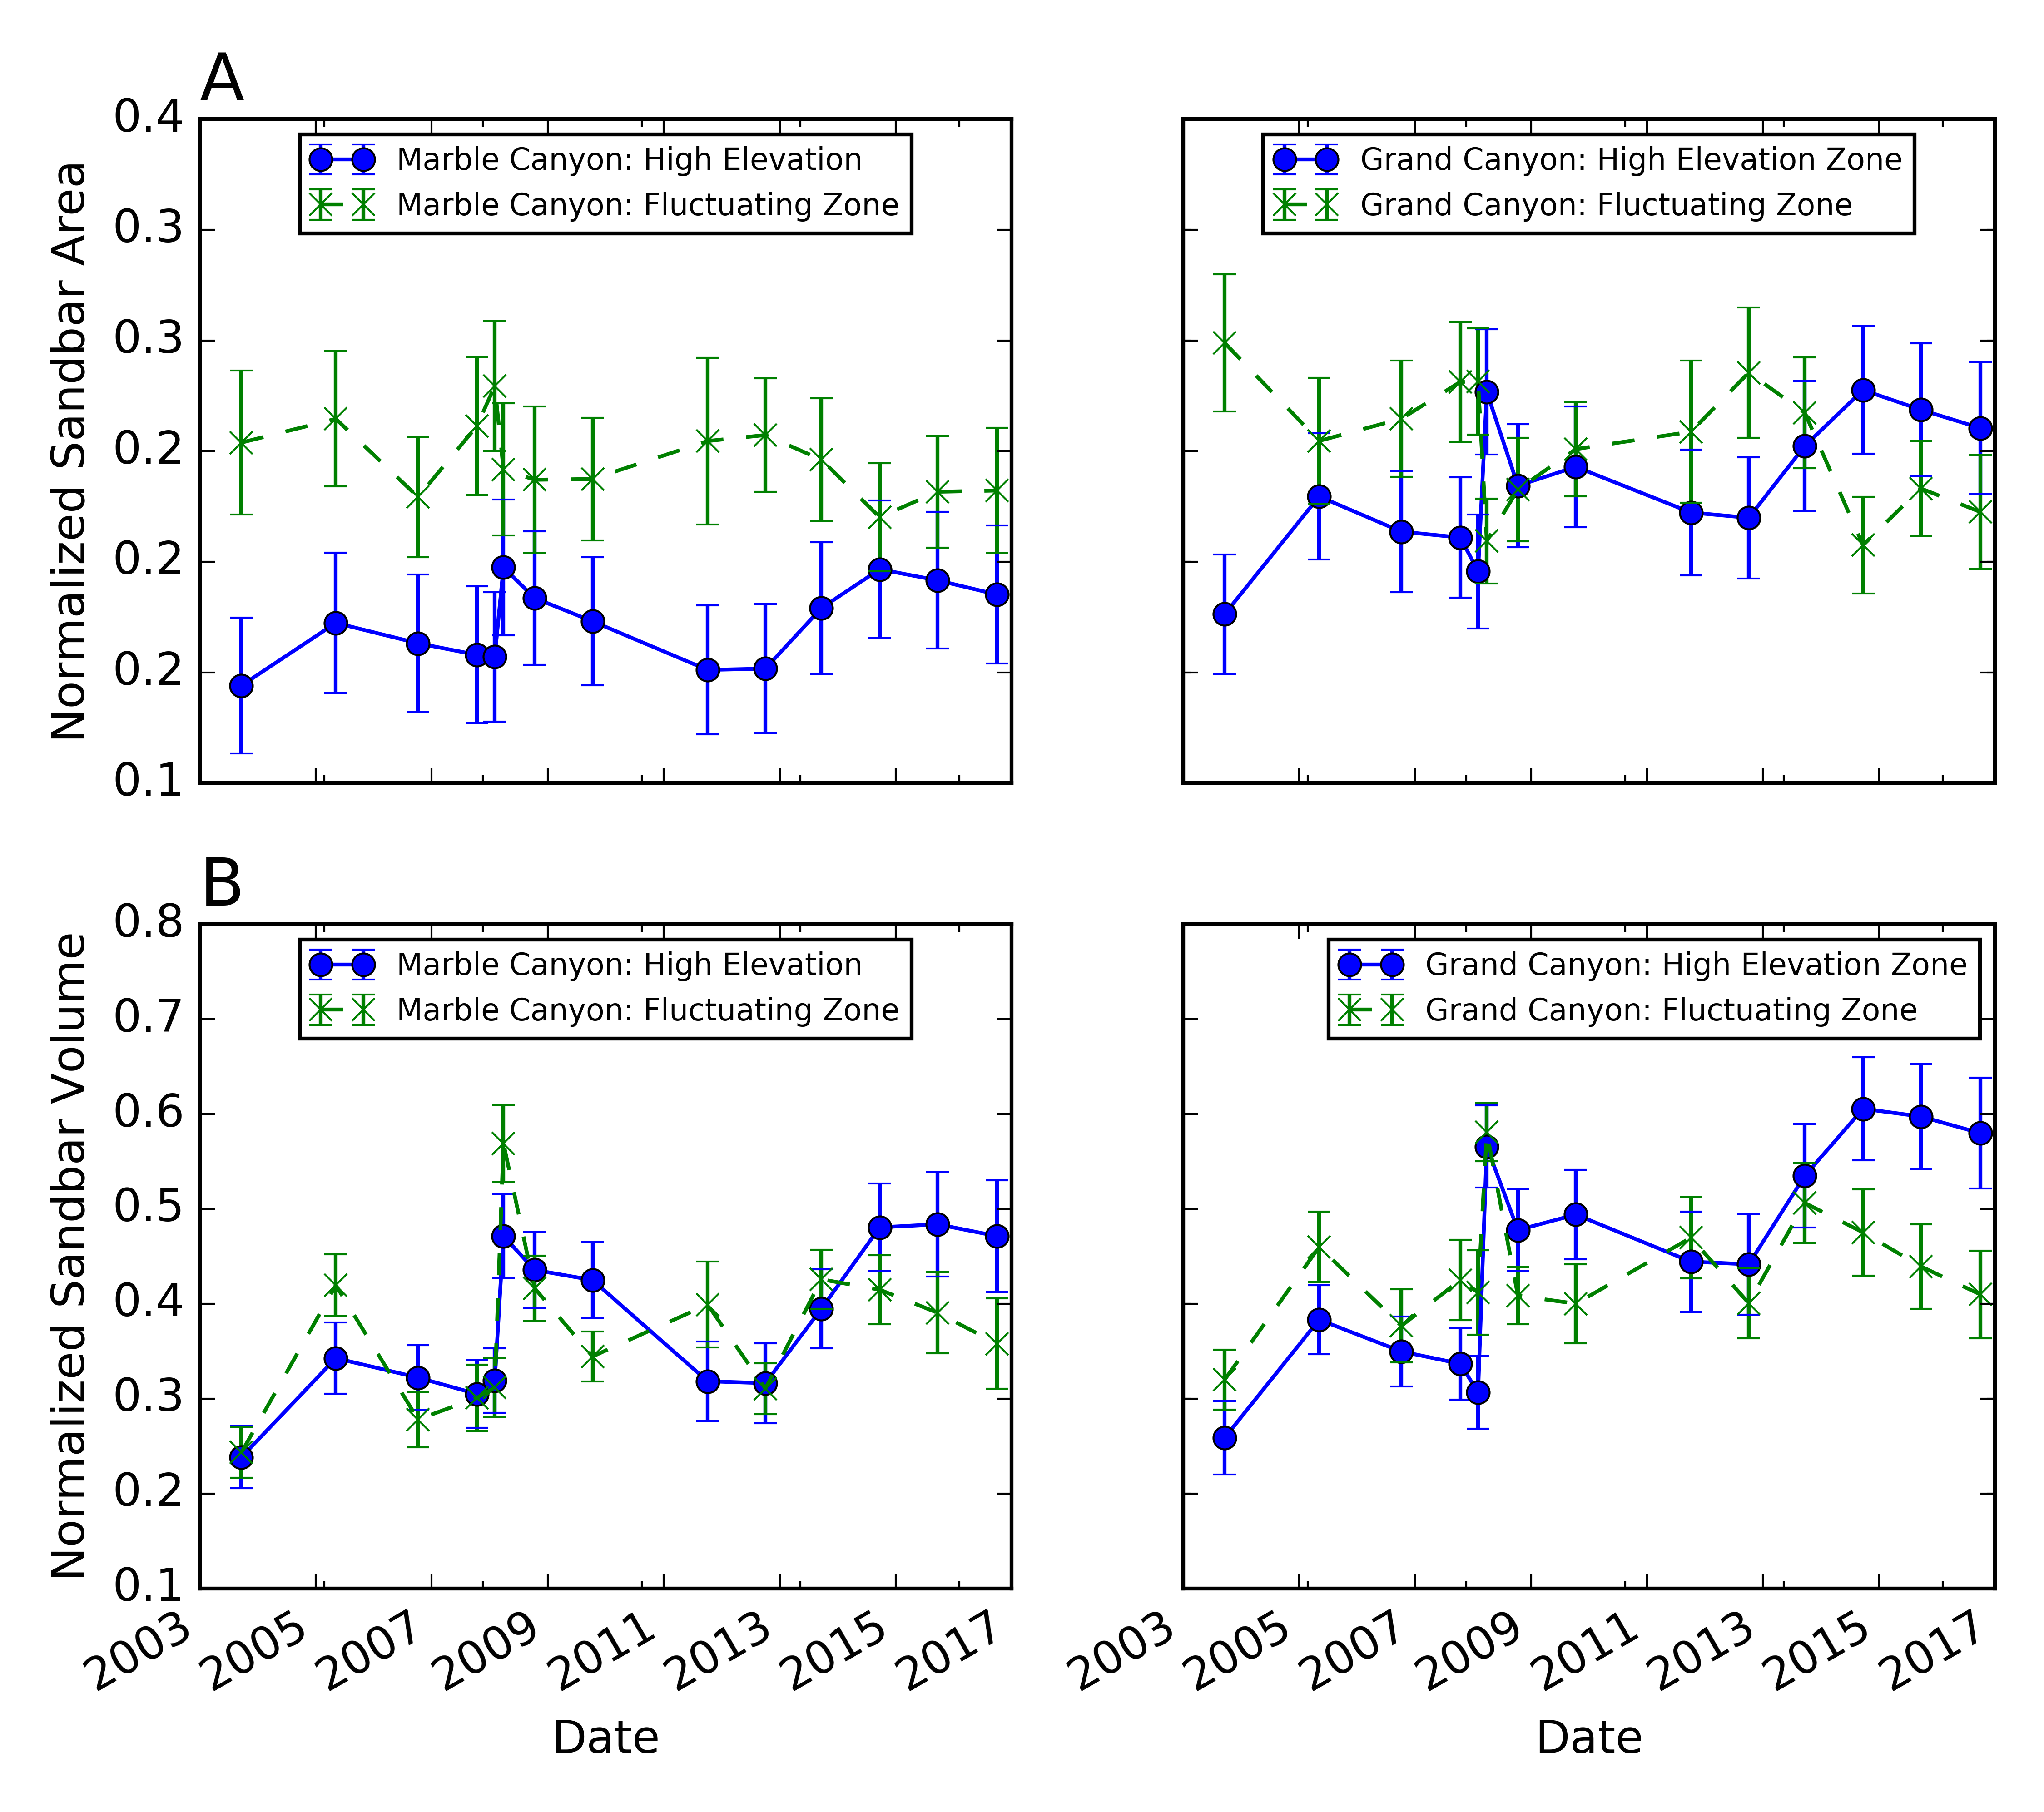 A
0.4
0.3
0.3
0.2
0.2
0.2
0.1
Normalized Sandbar Area
Marble Canyon: High Elevation
Marble Canyon: Fluctuating Zone
Grand Canyon: High Elevation Zone
Grand Canyon: Fluctuating Zone
B
0.8
0.7
0.6
0.5
0.4
0.3
0.2
0.1
Normalized Sandbar Volume
Marble Canyon: High Elevation
Marble Canyon: Fluctuating Zone
Grand Canyon: High Elevation Zone
Grand Canyon: Fluctuating Zone
2003 2005 2007 2009 2011 2013 2015 2017
2003 2005 2007 2009 2011 2013 2015 2017
Date
Date